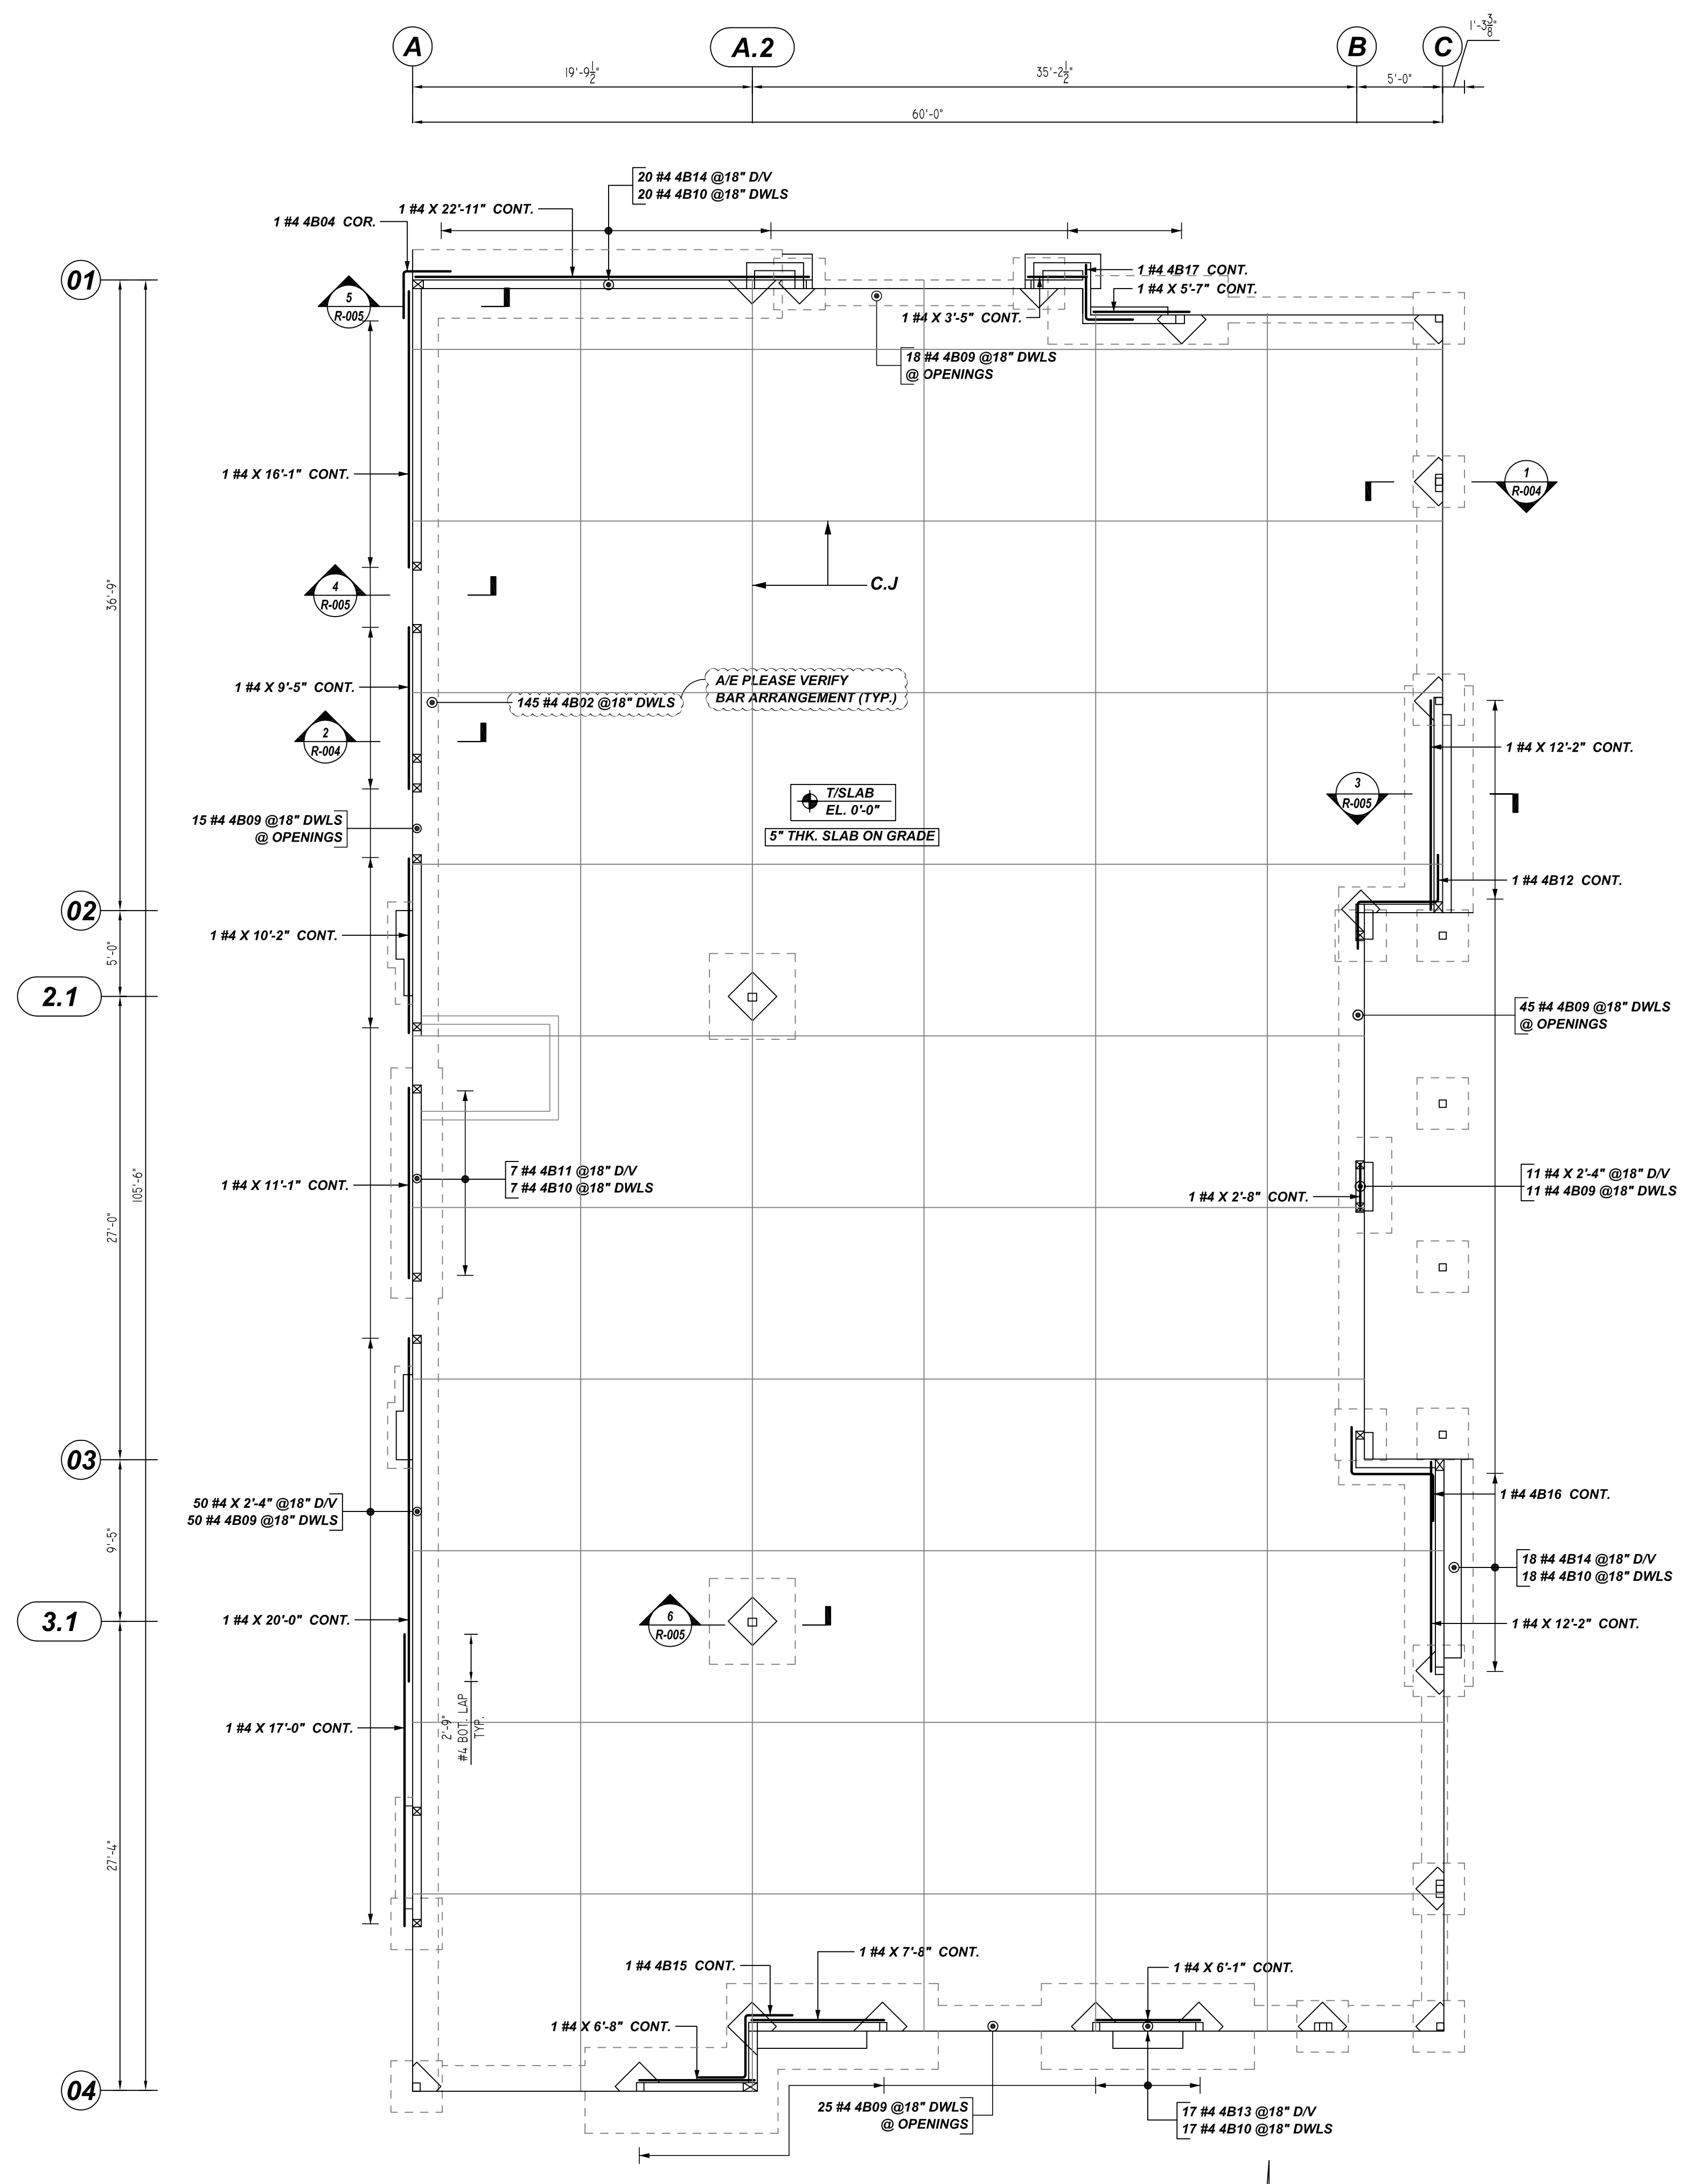 A
A.2
B
C
1'-3 3/8"
19'-9 1/2"
35'-2 1/2"
5'-0"
60'-0"
20 #4 4B14 @18" D/V
20 #4 4B10 @18" DWLS
1 #4 X 22'-11" CONT.
1 #4 4B04 COR.
01
5
R-005
1 #4 4B17 CONT.
1 #4 X 5'-7" CONT.
1 #4 X 3'-5" CONT.
18 #4 4B09 @18" DWLS
@ OPENINGS
1 #4 X 16'-1" CONT.
1
R-004
4
R-005
C.J
36'-9"
1 #4 X 9'-5" CONT.
145 #4 4B02 @18" DWLS
A/E PLEASE VERIFY
BAR ARRANGEMENT (TYP.)
2
R-004
1 #4 X 12'-2" CONT.
T/SLAB
EL. 0'-0"
5" THK. SLAB ON GRADE
3
R-005
15 #4 4B09 @18" DWLS
@ OPENINGS
1 #4 4B12 CONT.
02
1 #4 X 10'-2" CONT.
5'-0"
2.1
45 #4 4B09 @18" DWLS
@ OPENINGS
7 #4 4B11 @18" D/V
7 #4 4B10 @18" DWLS
1 #4 X 11'-1" CONT.
105'-6"
27'-0"
1 #4 X 2'-8" CONT.
11 #4 X 2'-4" @18" D/V
11 #4 4B09 @18" DWLS
03
50 #4 X 2'-4" @18" D/V
50 #4 4B09 @18" DWLS
9'-5"
1 #4 4B16 CONT.
18 #4 4B14 @18" D/V
18 #4 4B10 @18" DWLS
3.1
1 #4 X 20'-0" CONT.
6
R-005
1 #4 X 12'-2" CONT.
1 #4 X 17'-0" CONT.
2'-9"
#4 BOT. LAP
TYP.
27'-4"
1 #4 X 7'-8" CONT.
1 #4 4B15 CONT.
1 #4 X 6'-1" CONT.
1 #4 X 6'-8" CONT.
04
25 #4 4B09 @18" DWLS
@ OPENINGS
17 #4 4B13 @18" D/V
17 #4 4B10 @18" DWLS